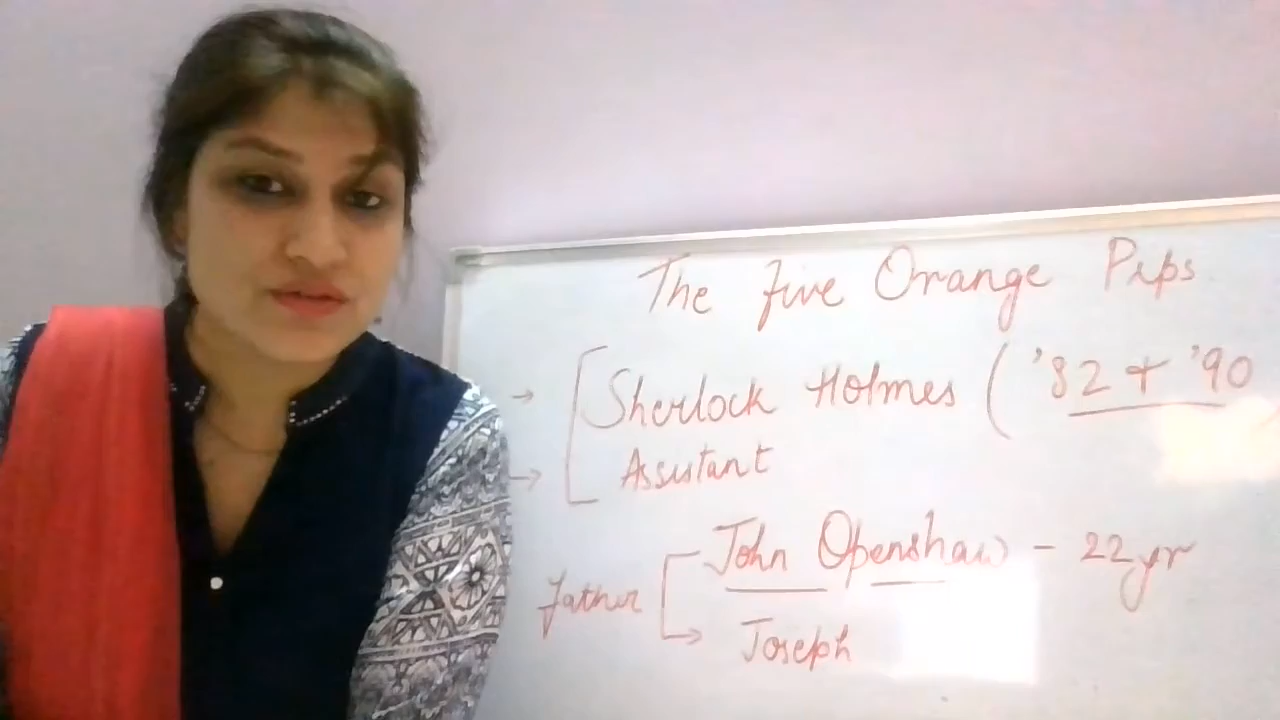 The Five Orange Pips
→ [ Sherlock Holmes ( '82 + '90
→ Assistant
John Openshaw - 22 yr
Father
→ Joseph